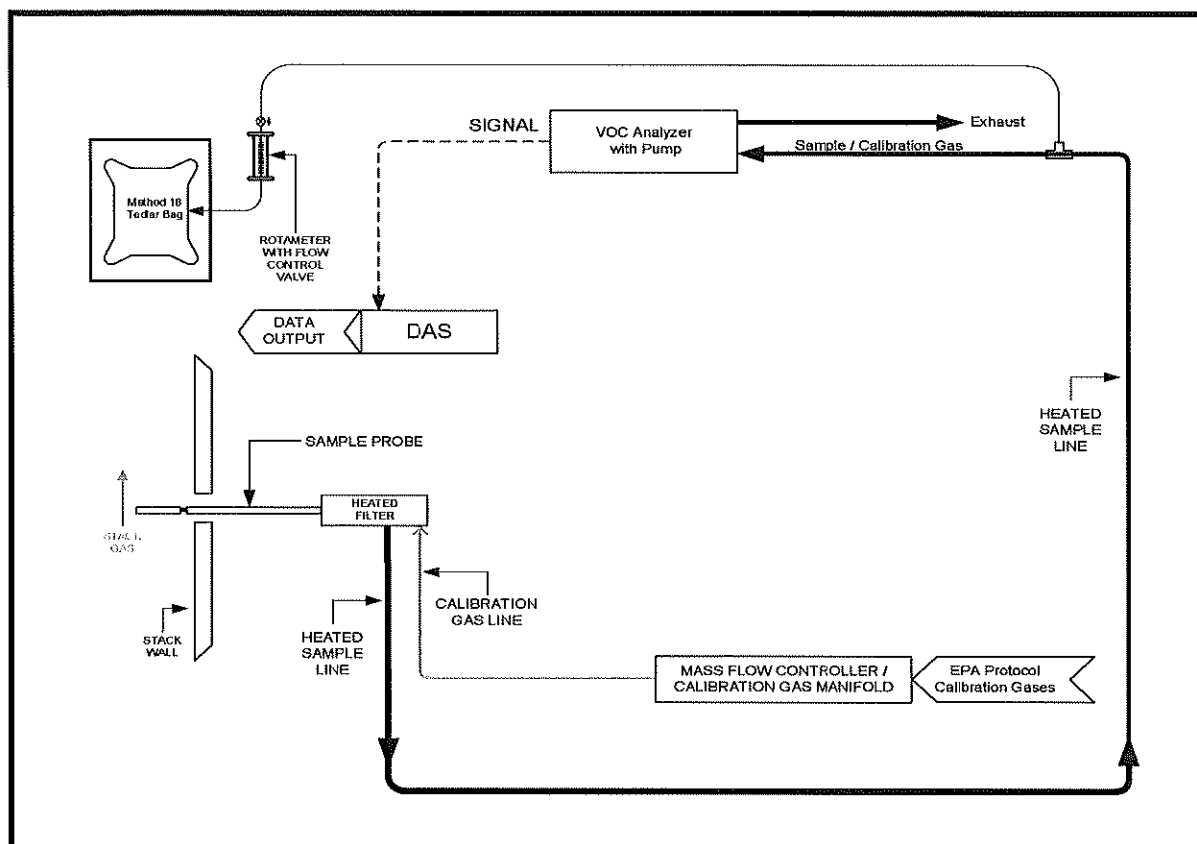 SIGNAL
VOC Analyzer
with Pump
Exhaust
Sample / Calibration Gas
Method 18
Tedlar Bag
ROTAMETER
WITH FLOW
CONTROL
VALVE
DATA
OUTPUT
DAS
HEATED
SAMPLE
LINE
SAMPLE PROBE
HEATED
FILTER
STACK
GAS
CALIBRATION
GAS LINE
STACK
WALL
HEATED
SAMPLE
LINE
MASS FLOW CONTROLLER /
CALIBRATION GAS MANIFOLD
EPA Protocol
Calibration Gases